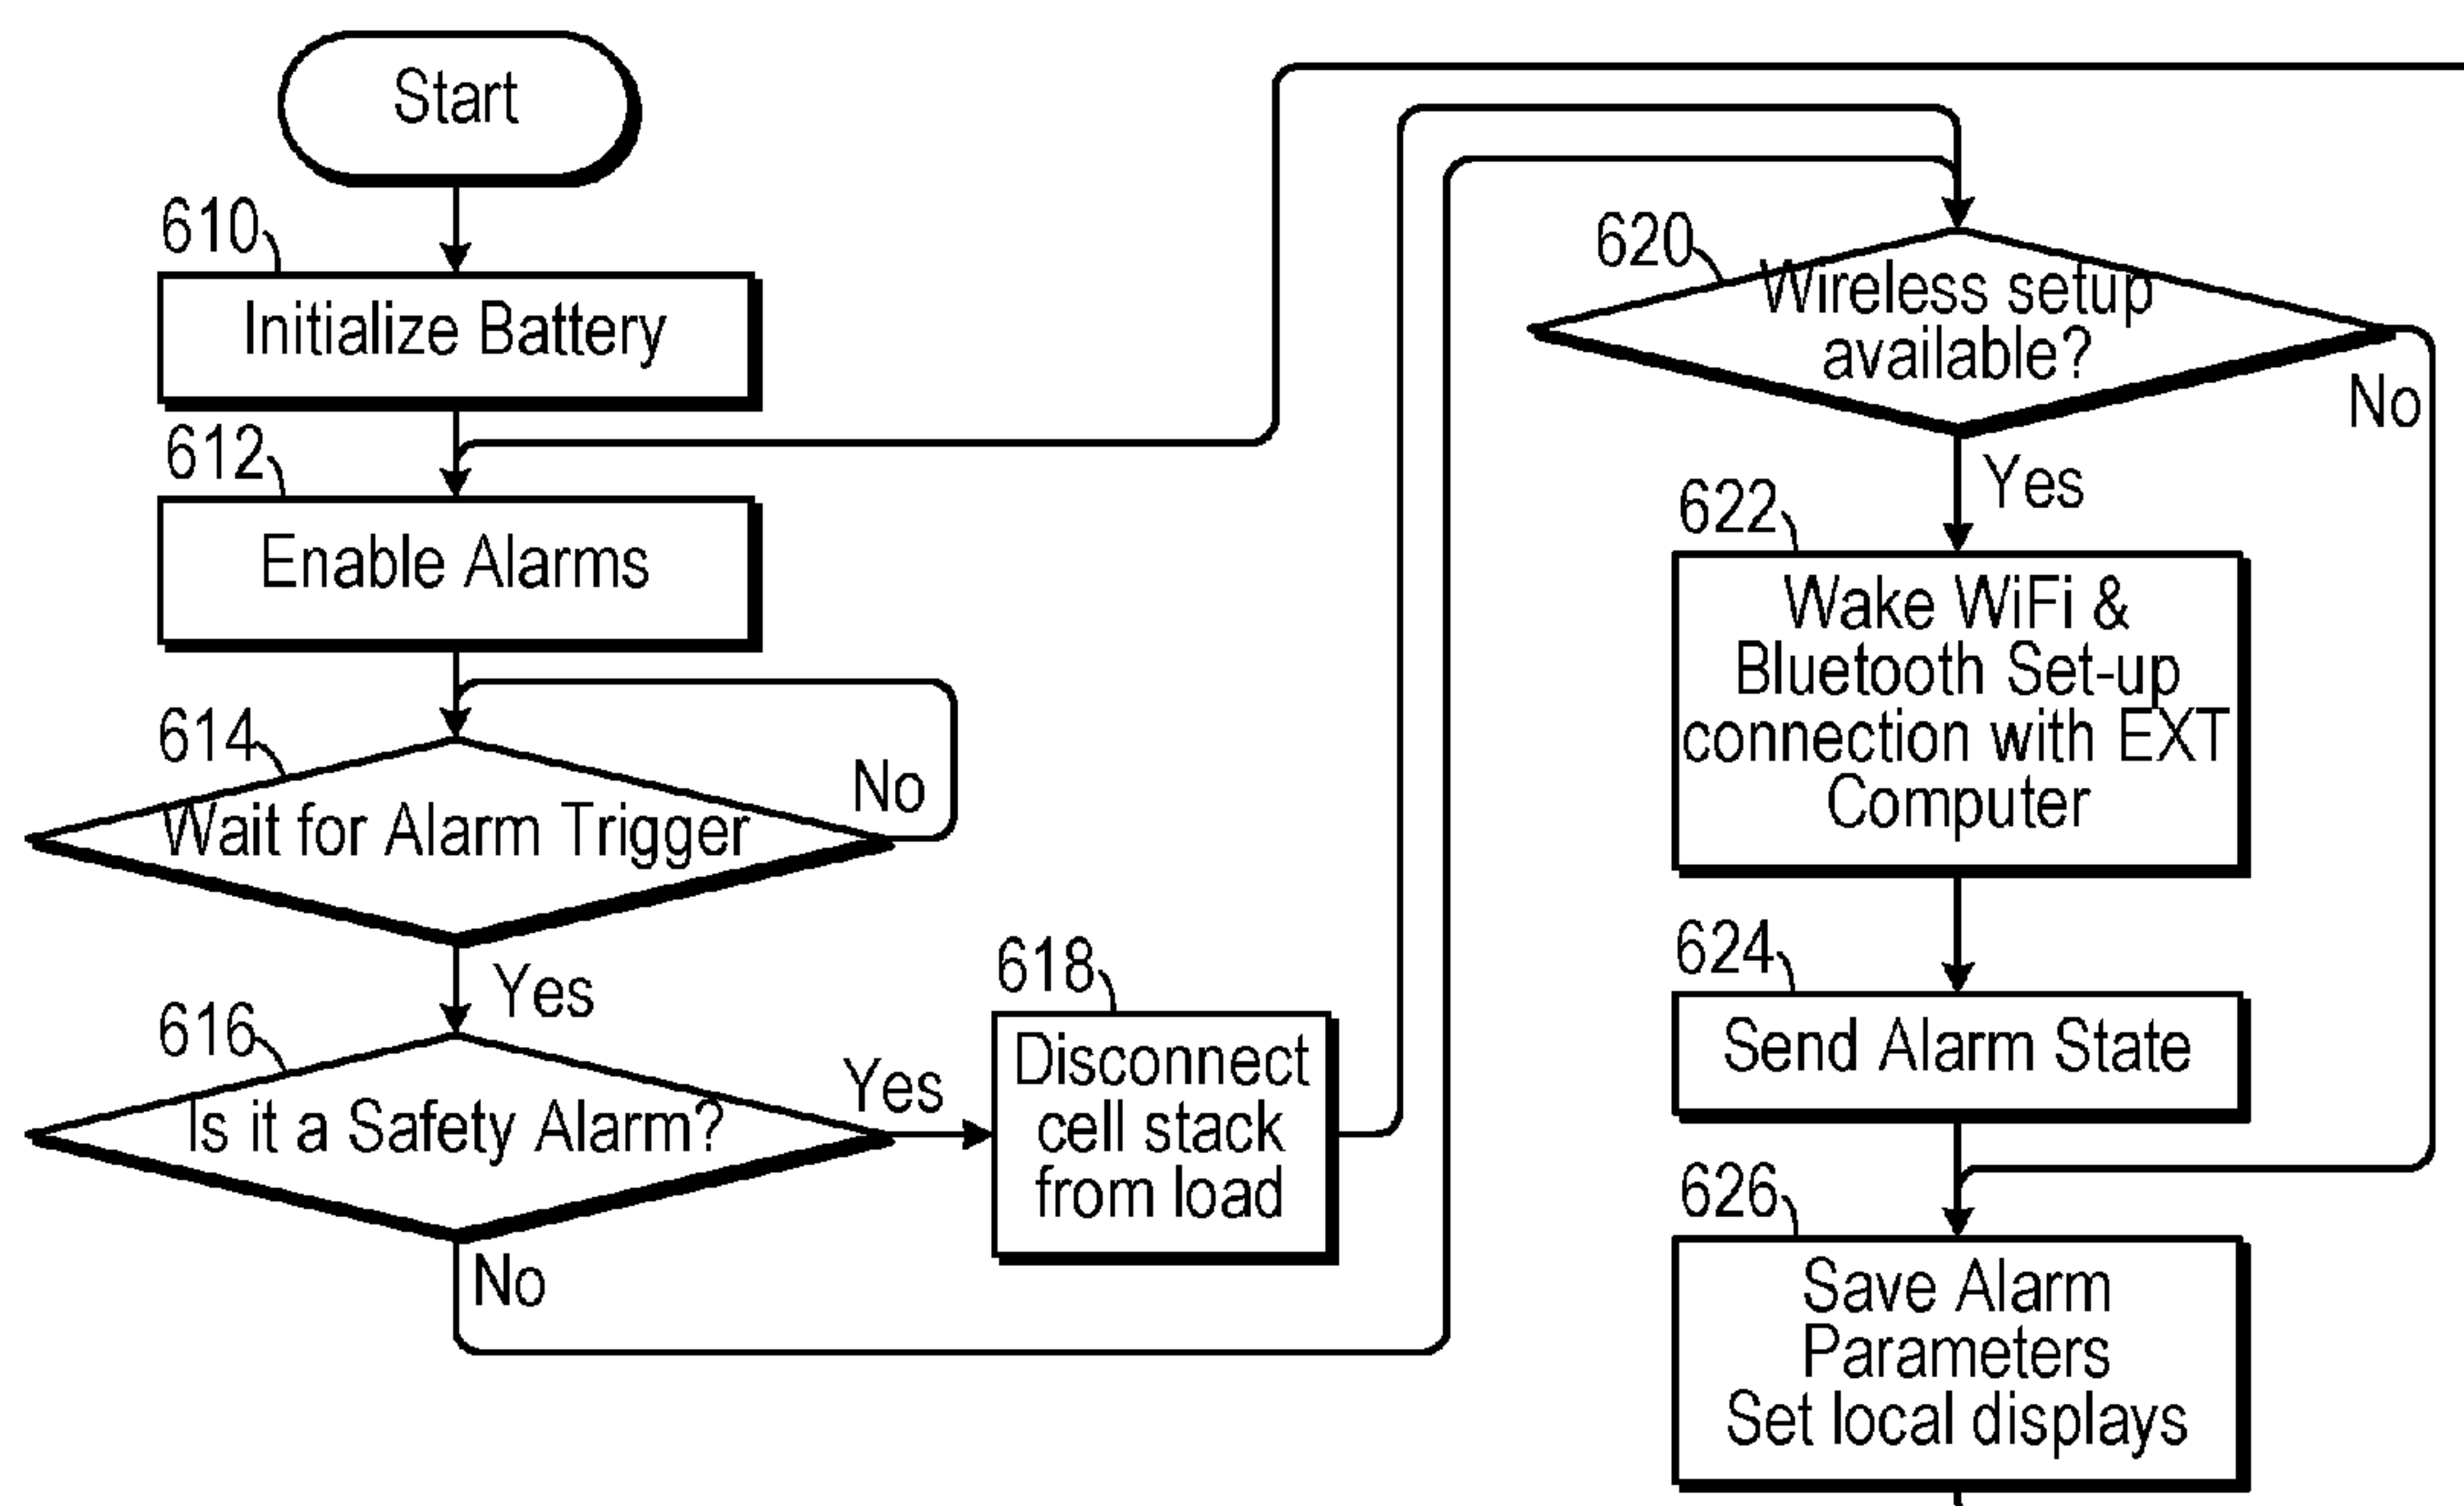 Start
610
Initialize Battery
612
Enable Alarms
614
Wait for Alarm Trigger
No
Yes
616
Is it a Safety Alarm?
Yes
No
618
Disconnect
cell stack
from load
620
Wireless setup
available?
No
Yes
622
Wake WiFi &
Bluetooth Set-up
connection with EXT
Computer
624
Send Alarm State
626
Save Alarm
Parameters
Set local displays